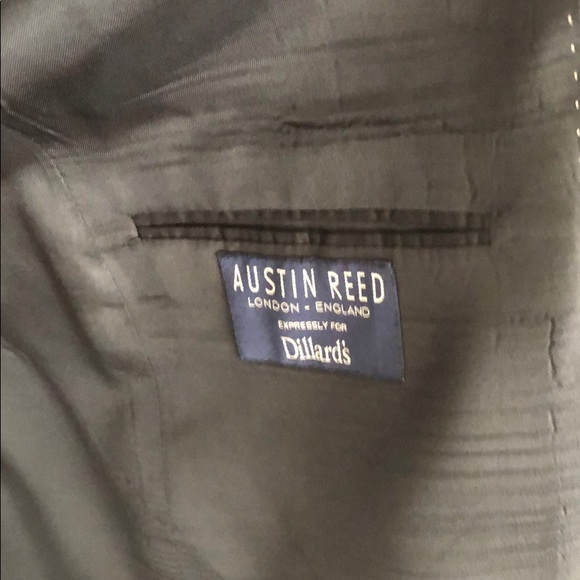 AUSTIN REED
LONDON - ENGLAND
EXPRESSLY FOR
Dillard's